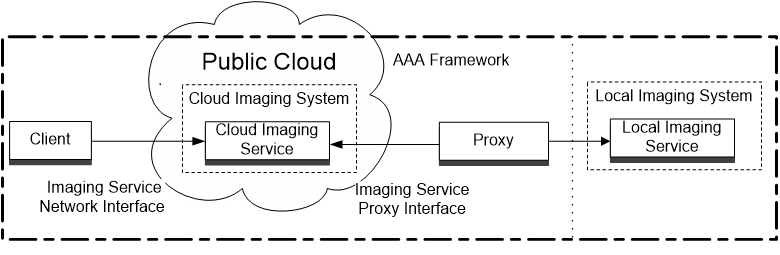 Public Cloud
AAA Framework
Cloud Imaging System
Local Imaging System
Client
Cloud Imaging
Service
Proxy
Local Imaging
Service
Imaging Service
Network Interface
Imaging Service
Proxy Interface